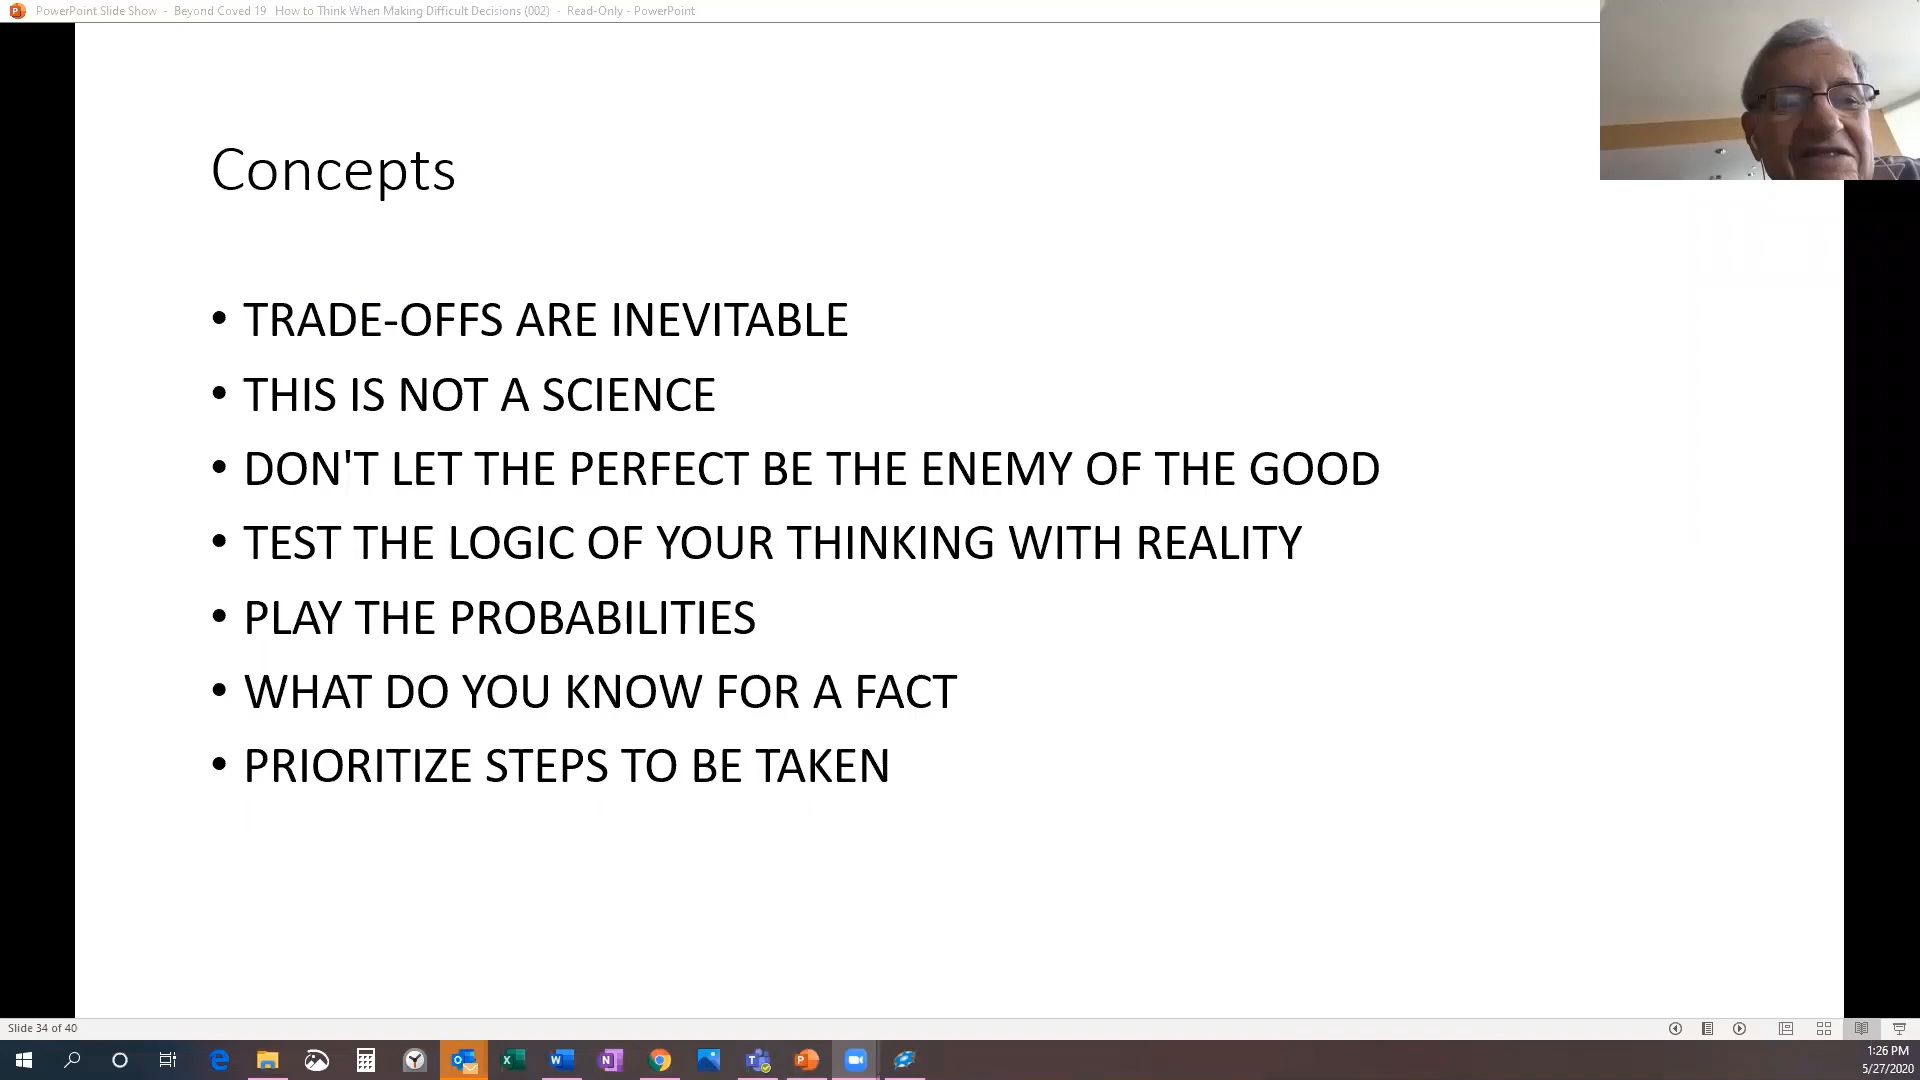 PowerPoint Slide Show - Beyond Coved 19 How to Think When Making Difficult Decisions (002) - Read-Only - PowerPoint
Concepts
• TRADE-OFFS ARE INEVITABLE
• THIS IS NOT A SCIENCE
• DON'T LET THE PERFECT BE THE ENEMY OF THE GOOD
• TEST THE LOGIC OF YOUR THINKING WITH REALITY
• PLAY THE PROBABILITIES
• WHAT DO YOU KNOW FOR A FACT
• PRIORITIZE STEPS TO BE TAKEN
Slide 34 of 40
1:26 PM
5/27/2020